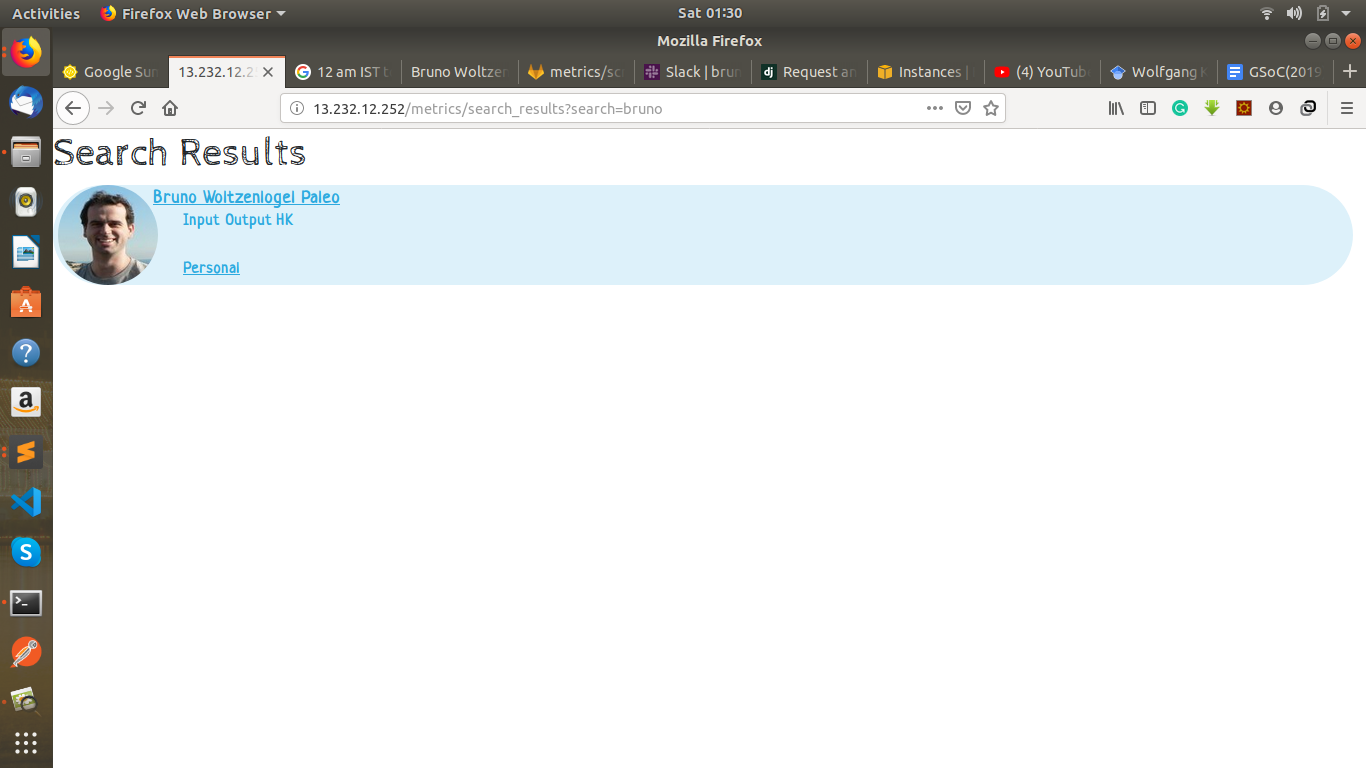 Activities Firefox Web Browser Sat 01:30
Mozilla Firefox
Google Sun 13.232.12.2 12 am IST t Bruno Woltzen metrics/scr Slack | brun Request an Instances | (4) YouTub Wolfgang K GSoC(2019
13.232.12.252/metrics/search_results?search=bruno
Search Results
Bruno Woltzenlogel Paleo
Input Output HK
Personal